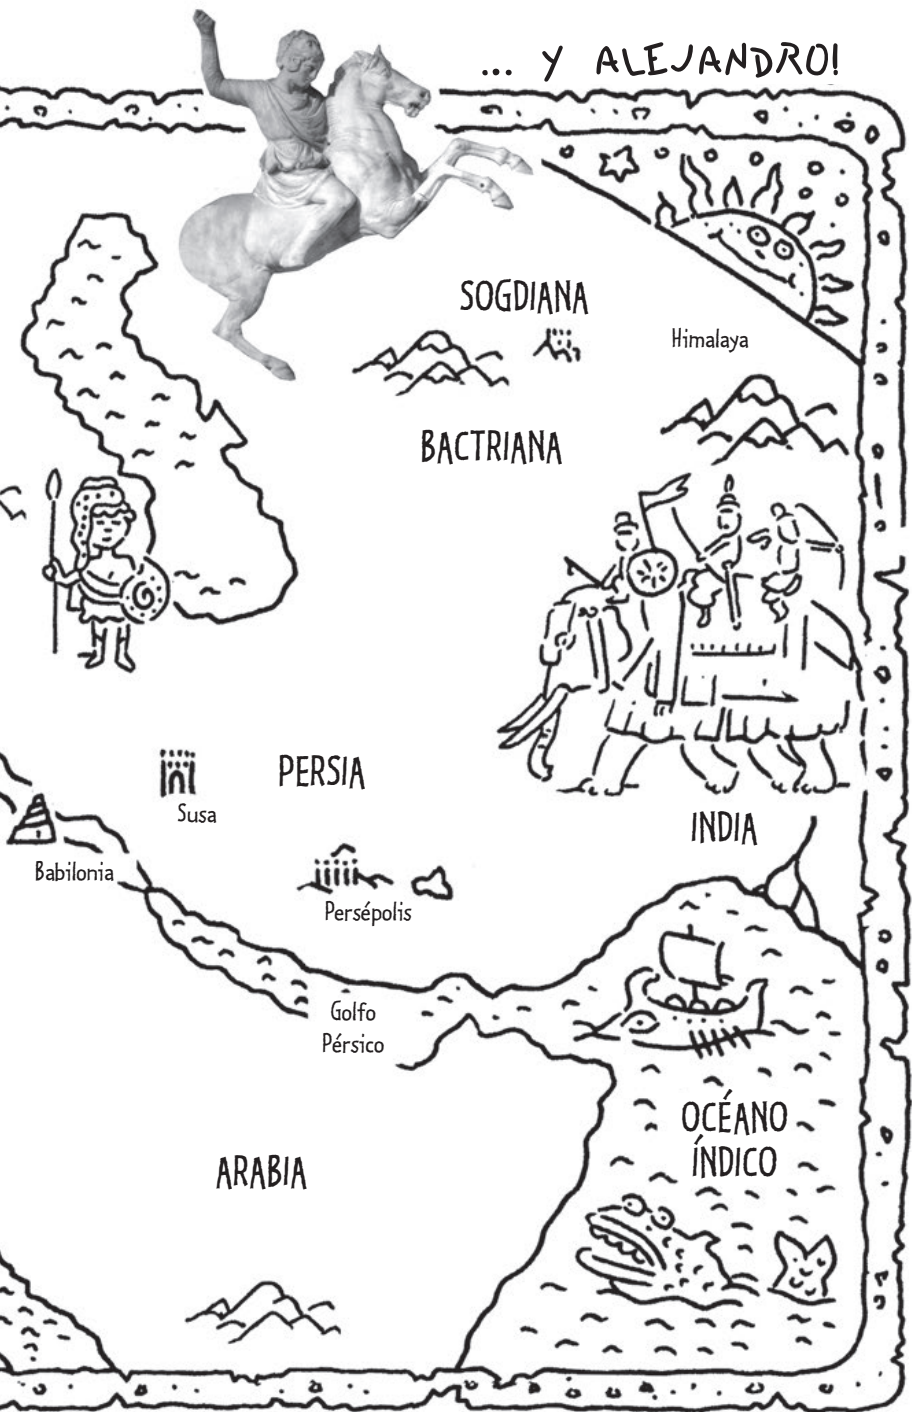 ... Y ALEJANDRO!
SOGDIANA
Himalaya
BACTRIANA
PERSIA
Susa
INDIA
Babilonia
Persépolis
Golfo
Pérsico
OCÉANO
ÍNDICO
ARABIA